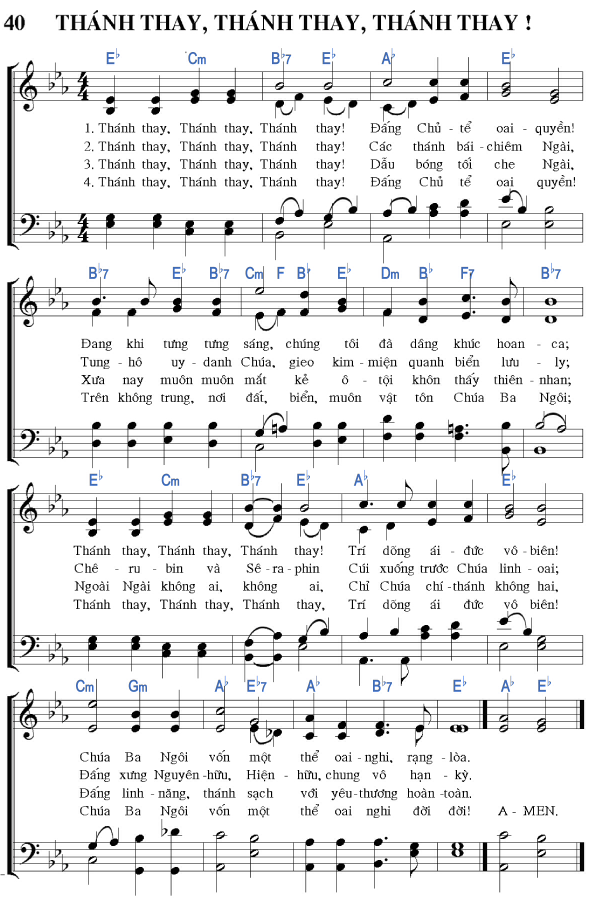 40 THÁNH THAY, THÁNH THAY, THÁNH THAY !
E♭ Cm B♭7 E♭ A♭ E♭
1. Thánh thay, Thánh thay, Thánh thay! Đấng Chủ-tể oai-quyền!
2. Thánh thay, Thánh thay, Thánh thay! Các thánh bái-chiêm Ngài,
3. Thánh thay, Thánh thay, Thánh thay! Dẫu bóng tối che Ngài,
4. Thánh thay, Thánh thay, Thánh thay! Đấng Chủ tể oai quyền!
B♭7 E♭ B♭7 Cm F B♭ E♭ Dm B♭ F7 B♭7
Đang khi tưng tưng sáng, chúng tôi đà dâng khúc hoan-ca;
Tung-hô uy-danh Chúa, gieo kim-miện quanh biển lưu-ly;
Xưa nay muôn muôn mắt kẻ ô-tội khôn thấy thiên-nhan;
Trên không trung, nơi đất, biển, muôn vật tôn Chúa Ba Ngôi;
E♭ Cm B♭7 E♭ A♭ E♭
Thánh thay, Thánh thay, Thánh thay! Trí dõng ái-đức vô-biên!
Chê-ru-bin và Sê-ra-phin Cúi xuống trước Chúa linh-oai;
Ngoài Ngài không ai, không ai, Chỉ Chúa chí-thánh không hai,
Thánh thay, Thánh thay, Thánh thay! Trí dõng ái đức vô biên!
Cm Gm A♭ E♭7 A♭ B♭7 E♭ A♭ E♭
Chúa Ba Ngôi vốn một thể oai-nghi, rạng-lòa.
Đấng xưng Nguyên-hữu, Hiện-hữu, chung vô hạn-kỳ.
Đấng linh-năng, thánh sạch với yêu-thương hoàn-toàn.
Chúa Ba Ngôi vốn một thể oai nghi đời đời! A-MEN.